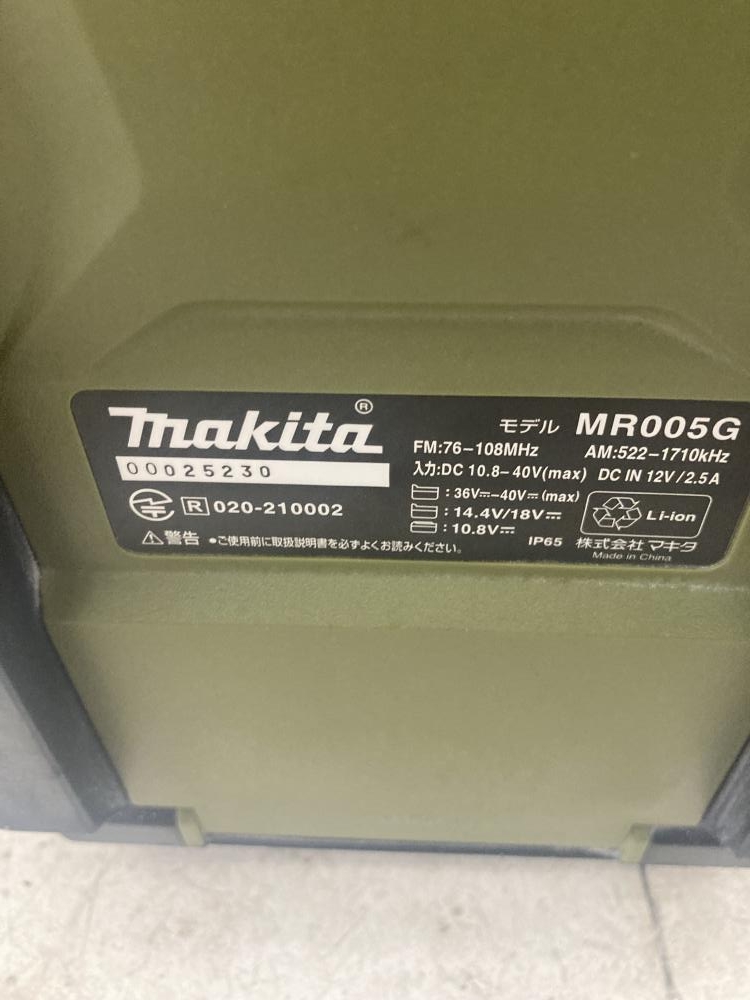 makita®
00025230
R 020-210002
⚠警告 •ご使用前に取扱説明書を必ずよくお読みください。
モデル MR005G
FM:76-108MHz AM:522-1710kHz
入力:DC 10.8-40V(max) DC IN 12V/2.5A
:36V⎓-40V⎓(max)
:14.4V/18V⎓
:10.8V⎓
Li-ion
IP65 株式会社 マキタ
Made in China